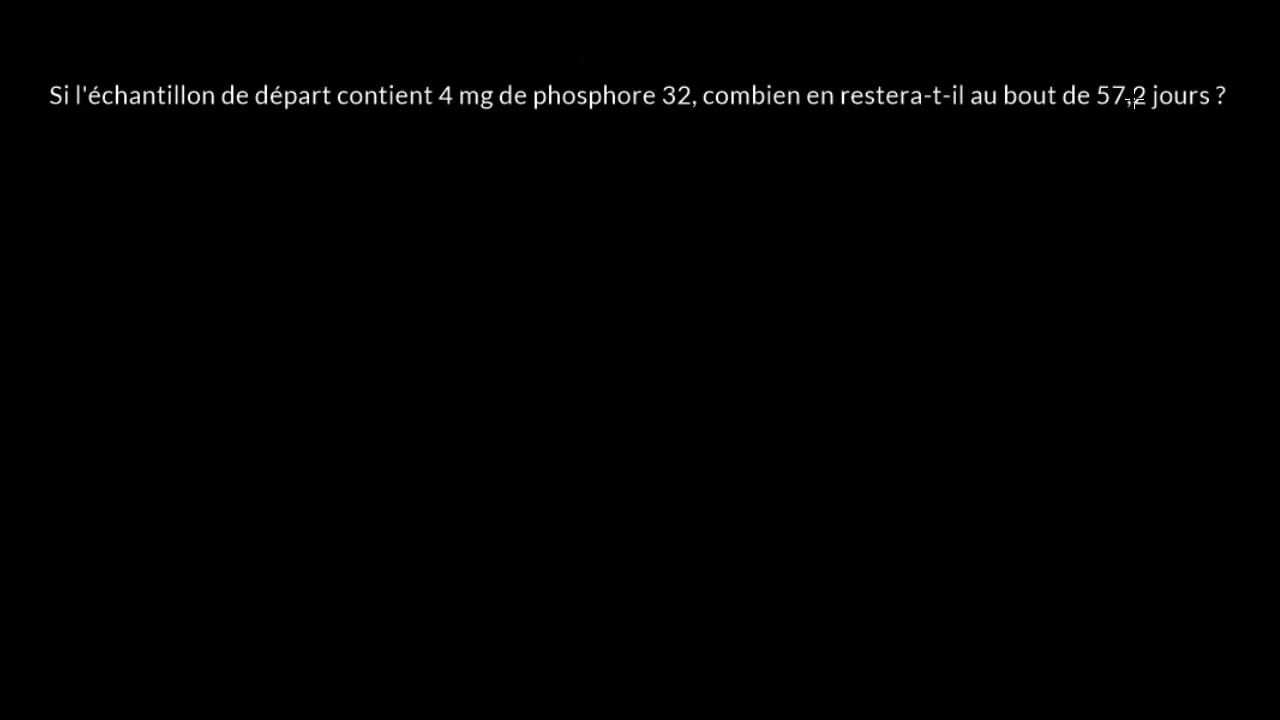 Si l'échantillon de départ contient 4 mg de phosphore 32, combien en restera-t-il au bout de 57,2 jours ?